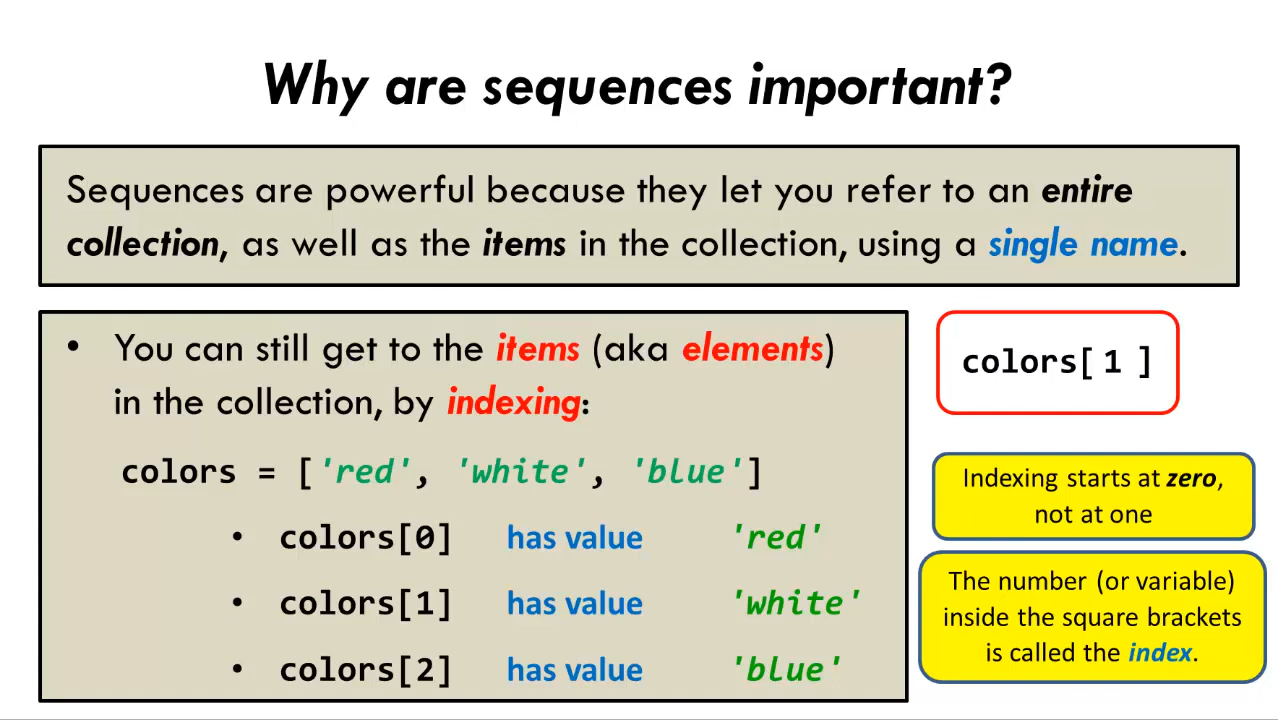 Why are sequences important?
Sequences are powerful because they let you refer to an entire
collection, as well as the items in the collection, using a single name.
• You can still get to the items (aka elements)
in the collection, by indexing:
colors = ['red', 'white', 'blue']
• colors[0] has value 'red'
• colors[1] has value 'white'
• colors[2] has value 'blue'
colors[ 1 ]
Indexing starts at zero,
not at one
The number (or variable)
inside the square brackets
is called the index.